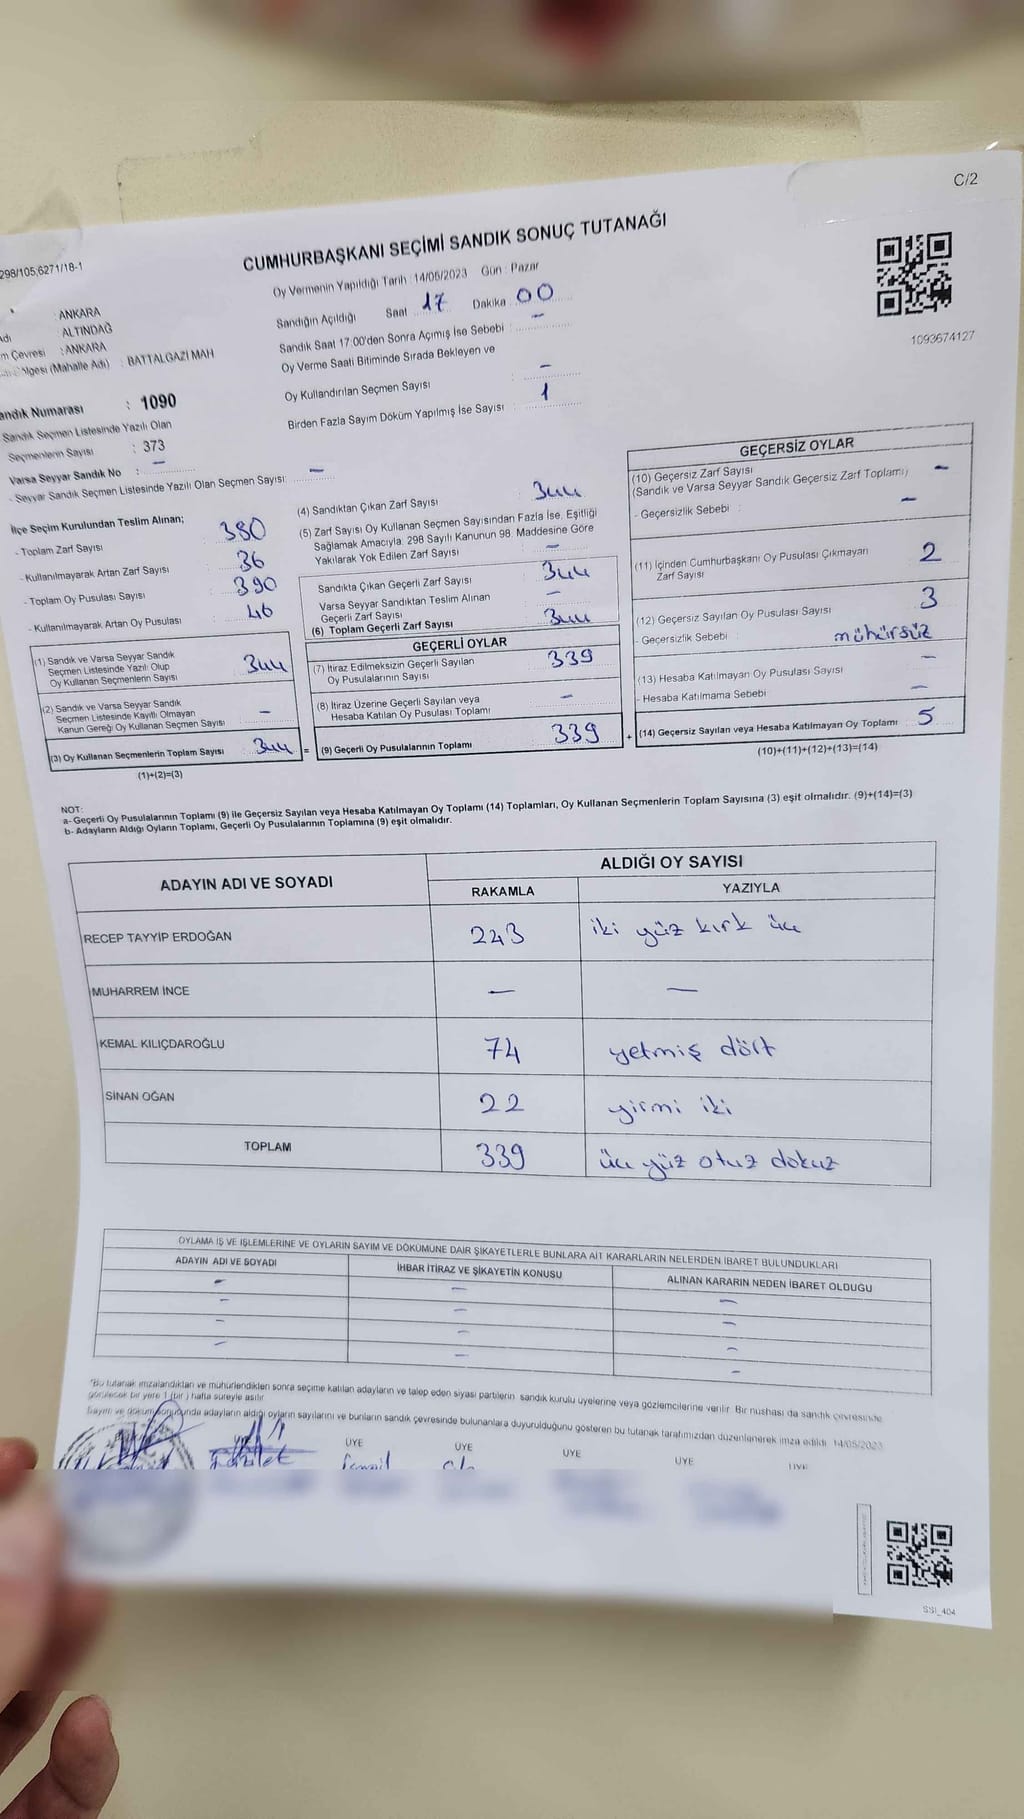 C/2
298/105,6271/18-1
CUMHURBAŞKANI SEÇİMİ SANDIK SONUÇ TUTANAĞI
Oy Vermenin Yapıldığı Tarih : 14/05/2023 Gün : Pazar
Sandığın Açıldığı Saat 17 Dakika 00
Sandık Saat 17:00'den Sonra Açılmış İse Sebebi : –
Oy Verme Saati Bitiminde Sırada Bekleyen ve
Oy Kullandırılan Seçmen Sayısı : –
Birden Fazla Sayım Döküm Yapılmış İse Sayısı : 1
1093674127
: ANKARA
: ALTINDAĞ
Çevresi : ANKARA
(Mahalle Adı) : BATTALGAZİ MAH
Numarası : 1090
Sandık Seçmen Listesinde Yazılı Olan
Seçmenlerin Sayısı : 373
Varsa Seyyar Sandık No : –
- Seyyar Sandık Seçmen Listesinde Yazılı Olan Seçmen Sayısı: –
İlçe Seçim Kurulundan Teslim Alınan;
- Toplam Zarf Sayısı 380
- Kullanılmayarak Artan Zarf Sayısı 36
- Toplam Oy Pusulası Sayısı 390
- Kullanılmayarak Artan Oy Pusulası 46
(1) Sandık ve Varsa Seyyar Sandık
Seçmen Listesinde Yazılı Olup
Oy Kullanan Seçmenlerin Sayısı 344
(2) Sandık ve Varsa Seyyar Sandık
Seçmen Listesinde Kayıtlı Olmayan
Kanun Gereği Oy Kullanan Seçmen Sayısı –
(3) Oy Kullanan Seçmenlerin Toplam Sayısı 344
(1)+(2)=(3)
(4) Sandıktan Çıkan Zarf Sayısı 344
(5) Zarf Sayısı Oy Kullanan Seçmen Sayısından Fazla İse, Eşitliği
Sağlamak Amacıyla; 298 Sayılı Kanunun 98. Maddesine Göre
Yakılarak Yok Edilen Zarf Sayısı –
Sandıkta Çıkan Geçerli Zarf Sayısı 344
Varsa Seyyar Sandıktan Teslim Alınan
Geçerli Zarf Sayısı –
(6) Toplam Geçerli Zarf Sayısı 344
GEÇERLİ OYLAR
(7) İtiraz Edilmeksizin Geçerli Sayılan
Oy Pusulalarının Sayısı 339
(8) İtiraz Üzerine Geçerli Sayılan veya
Hesaba Katılan Oy Pusulası Toplamı –
= (9) Geçerli Oy Pusulalarının Toplamı 339
GEÇERSİZ OYLAR
(10) Geçersiz Zarf Sayısı –
(Sandık ve Varsa Seyyar Sandık Geçersiz Zarf Toplamı)
- Geçersizlik Sebebi : –
(11) İçinden Cumhurbaşkanı Oy Pusulası Çıkmayan
Zarf Sayısı 2
(12) Geçersiz Sayılan Oy Pusulası Sayısı 3
- Geçersizlik Sebebi : mühürsüz
(13) Hesaba Katılmayan Oy Pusulası Sayısı –
- Hesaba Katılmama Sebebi –
+ (14) Geçersiz Sayılan veya Hesaba Katılmayan Oy Toplamı 5
(10)+(11)+(12)+(13)=(14)
NOT:
a- Geçerli Oy Pusulalarının Toplamı (9) ile Geçersiz Sayılan veya Hesaba Katılmayan Oy Toplamı (14) Toplamları, Oy Kullanan Seçmenlerin Toplam Sayısına (3) eşit olmalıdır. (9)+(14)=(3)
b- Adayların Aldığı Oyların Toplamı, Geçerli Oy Pusulalarının Toplamına (9) eşit olmalıdır.
ADAYIN ADI VE SOYADI ALDIĞI OY SAYISI
RAKAMLA YAZIYLA
RECEP TAYYİP ERDOĞAN 243 iki yüz kırk üç
MUHARREM İNCE – –
KEMAL KILIÇDAROĞLU 74 yetmiş dört
SİNAN OĞAN 22 yirmi iki
TOPLAM 339 üç yüz otuz dokuz
OYLAMA İŞ VE İŞLEMLERİNE VE OYLARIN SAYIM VE DÖKÜMÜNE DAİR ŞİKAYETLERLE BUNLARA AİT KARARLARIN NELERDEN İBARET BULUNDUKLARI
ADAYIN ADI VE SOYADI İHBAR İTİRAZ VE ŞİKAYETİN KONUSU ALINAN KARARIN NEDEN İBARET OLDUĞU
– – –
– – –
– – –
– – –
*Bu tutanak imzalandıktan ve mühürlendikten sonra seçime katılan adayların ve talep eden siyasi partilerin sandık kurulu üyelerine veya gözlemcilerine verilir. Bir nüshası da sandık çevresinde
görülecek bir yere 1 (bir) hafta süreyle asılır.
Sayım ve döküm sonucunda adayların aldığı oyların sayılarını ve bunların sandık çevresinde bulunanlara duyurulduğunu gösteren bu tutanak tarafımızdan düzenlenerek imza edildi. 14/05/2023
ÜYE ÜYE ÜYE ÜYE
İsmail
SSI_404